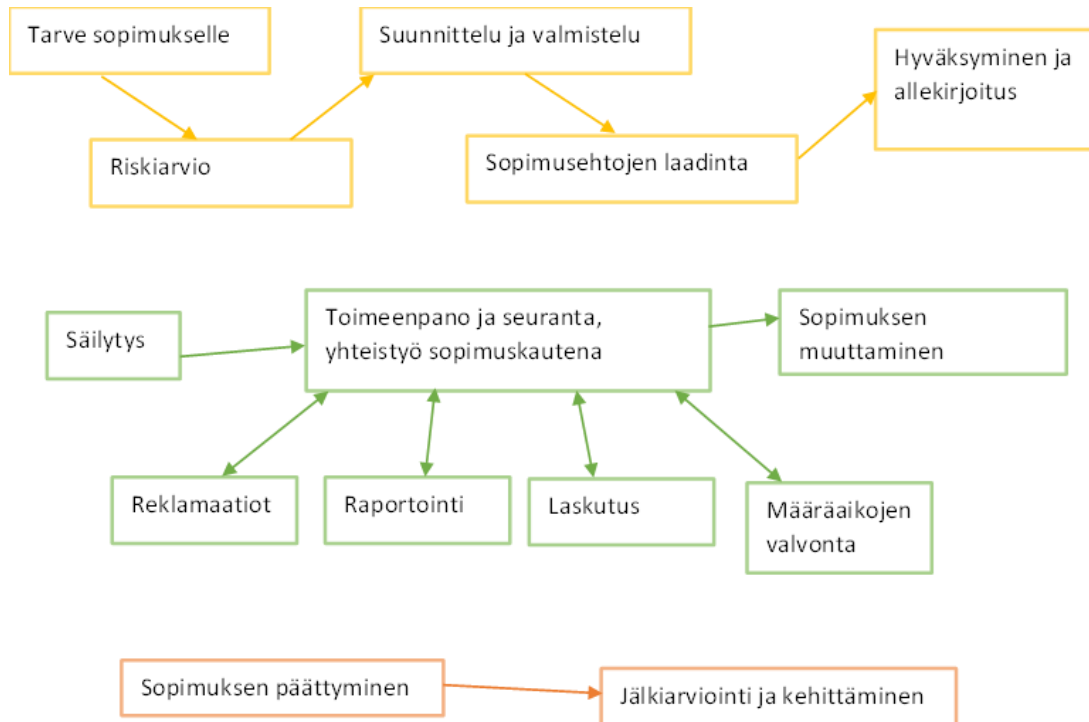 Tarve sopimukselle
Suunnittelu ja valmistelu
Hyväksyminen ja
allekirjoitus
Riskiarvio
Sopimusehtojen laadinta
Säilytys
Toimeenpano ja seuranta,
yhteistyö sopimuskautena
Sopimuksen
muuttaminen
Reklamaatiot
Raportointi
Laskutus
Määräaikojen
valvonta
Sopimuksen päättyminen
Jälkiarviointi ja kehittäminen